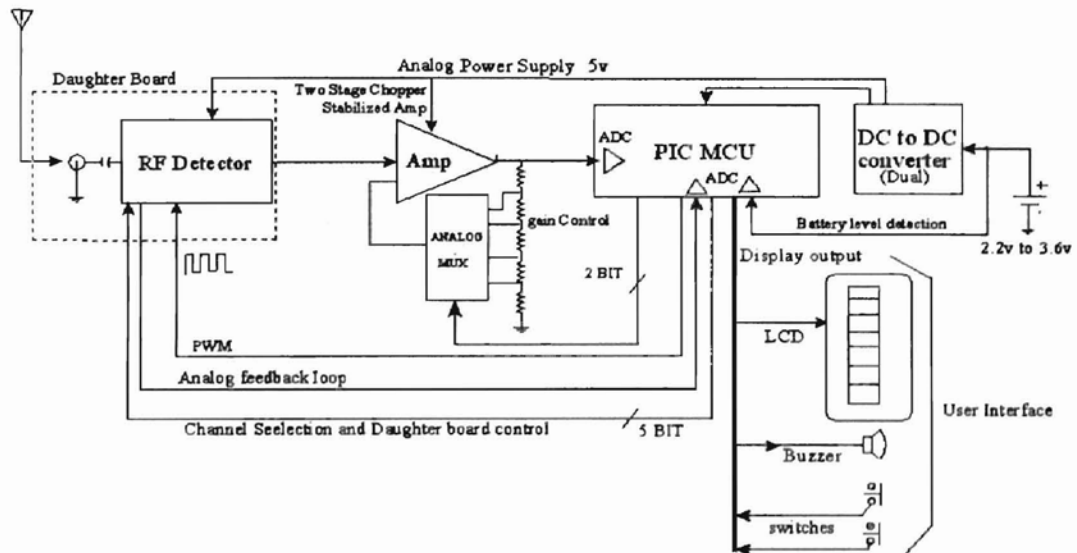 Analog Power Supply 5v
Daughter Board
Two Stage Chopper
Stabilized Amp
RF Detector
Amp
ADC
PIC MCU
ADC
DC to DC
converter
(Dual)
+
gain Control
ANALOG
MUX
2 BIT
Battery level detection
2.2v to 3.6v
Display output
LCD
PWM
Analog feedback loop
Channel Seelection and Daughter board control
5 BIT
User Interface
Buzzer
switches